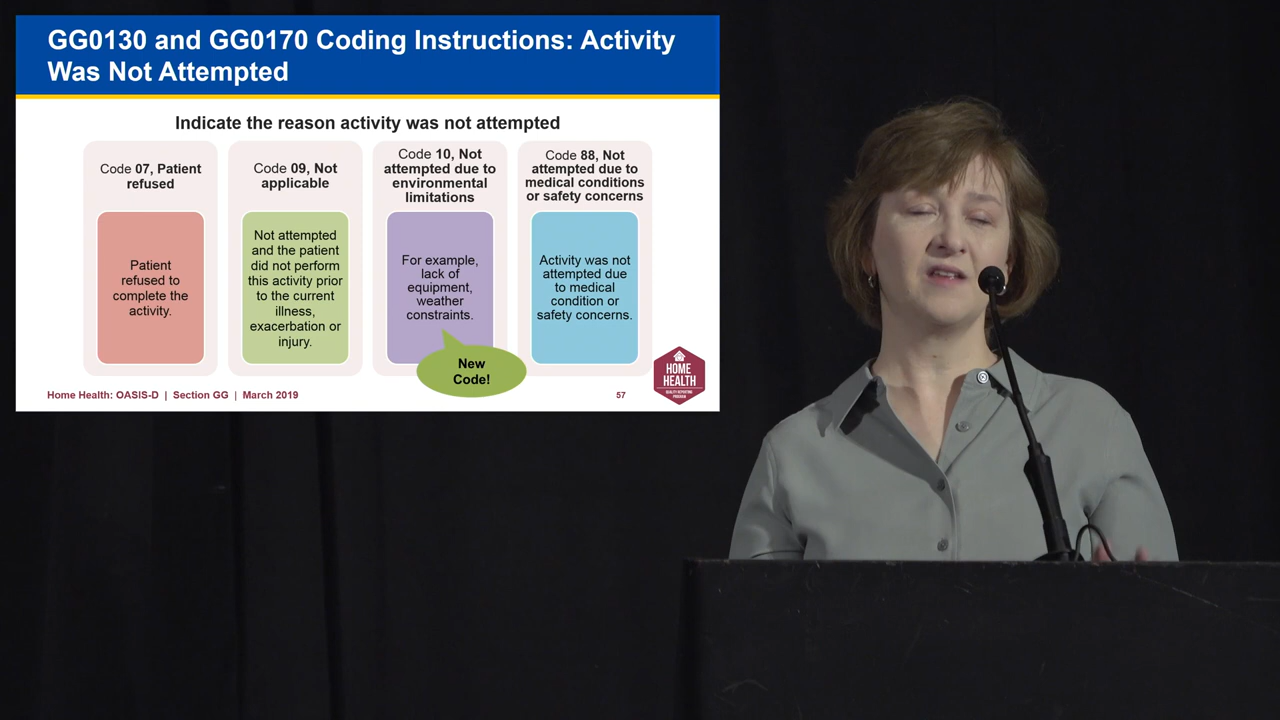 GG0130 and GG0170 Coding Instructions: Activity
Was Not Attempted
Indicate the reason activity was not attempted
Code 07, Patient
refused
Patient
refused to
complete the
activity.
Code 09, Not
applicable
Not attempted
and the patient
did not perform
this activity prior
to the current
illness,
exacerbation or
injury.
Code 10, Not
attempted due to
environmental
limitations
For example,
lack of
equipment,
weather
constraints.
New
Code!
Code 88, Not
attempted due to
medical conditions
or safety concerns
Activity was not
attempted due
to medical
condition or
safety concerns.
Home Health: OASIS-D | Section GG | March 2019
57
HOME
HEALTH
QUALITY REPORTING
PROGRAM